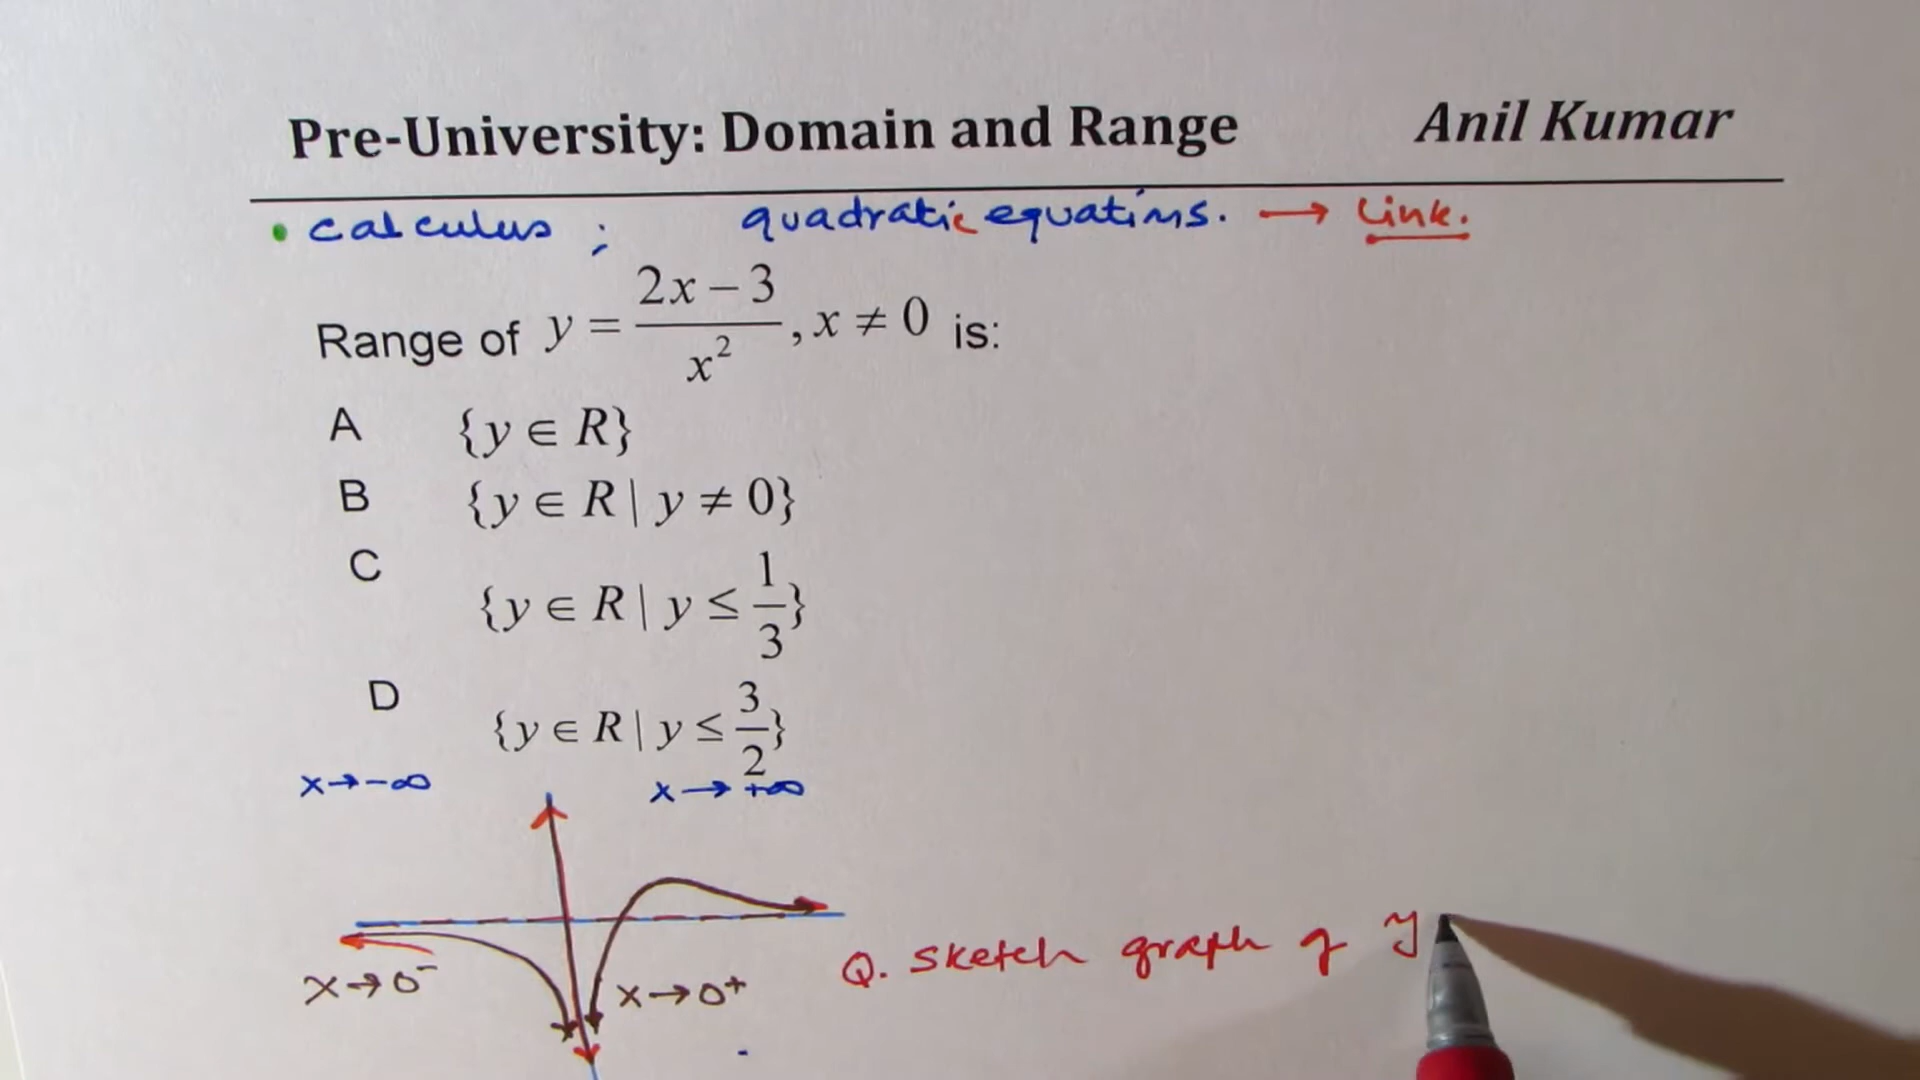 Pre-University: Domain and Range Anil Kumar
• calculus ; quadratic equations. → Link.
Range of y = (2x − 3)/x², x ≠ 0 is:
A {y ∈ R}
B {y ∈ R | y ≠ 0}
C {y ∈ R | y ≤ 1/3}
D {y ∈ R | y ≤ 3/2}
x → −∞ x → +∞
Q. Sketch graph of y
x → 0⁻ x → 0⁺